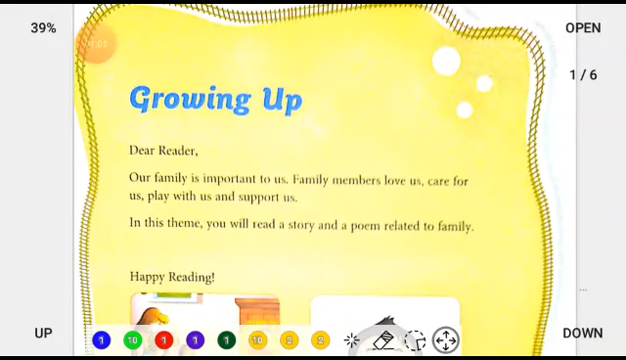 39%
OPEN
1 / 6
Growing Up
Dear Reader,
Our family is important to us. Family members love us, care for
us, play with us and support us.
In this theme, you will read a story and a poem related to family.
Happy Reading!
UP
1 10 1 1 1 10 2 2
DOWN